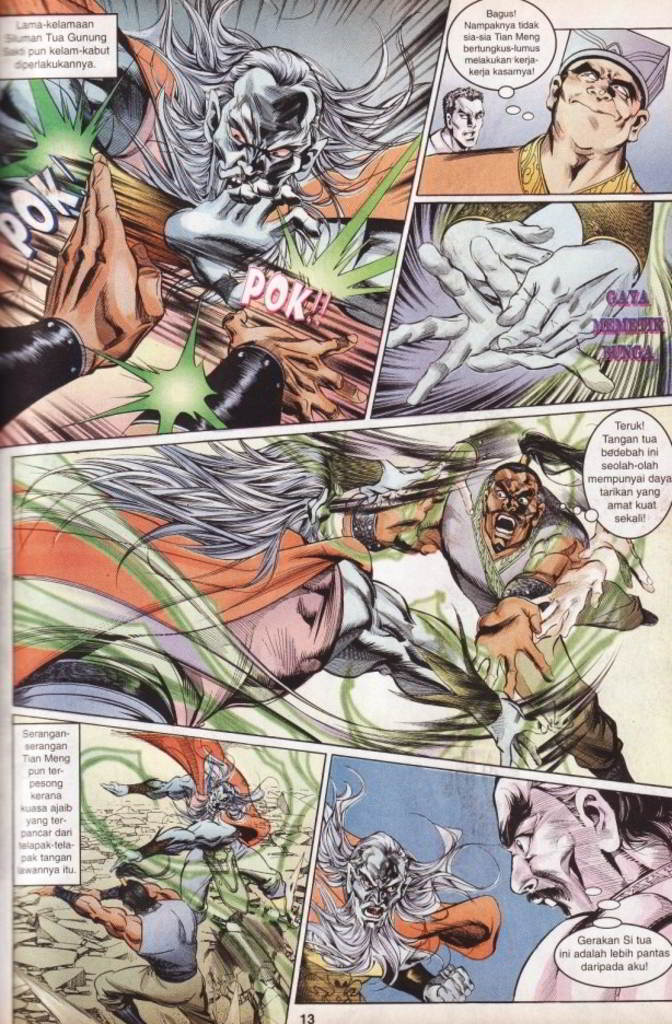 Lama-kelamaan
Siluman Tua Gunung
Sakti pun kelam-kabut
diperlakukannya.
Bagus!
Nampaknya tidak
sia-sia Tian Meng
bertungkus-lumus
melakukan kerja-
kerja kasarnya!
POK!
POK!!
GAYA
MEMETIK
BUNGA
Teruk!
Tangan tua
bedebah ini
seolah-olah
mempunyai daya
tarikan yang
amat kuat
sekali!
Serangan-
serangan
Tian Meng
pun ter-
pesong
kerana
kuasa ajaib
yang ter-
pancar dari
telapak-tela-
pak tangan
lawannya itu.
Gerakan Si tua
ini adalah lebih pantas
daripada aku!
13